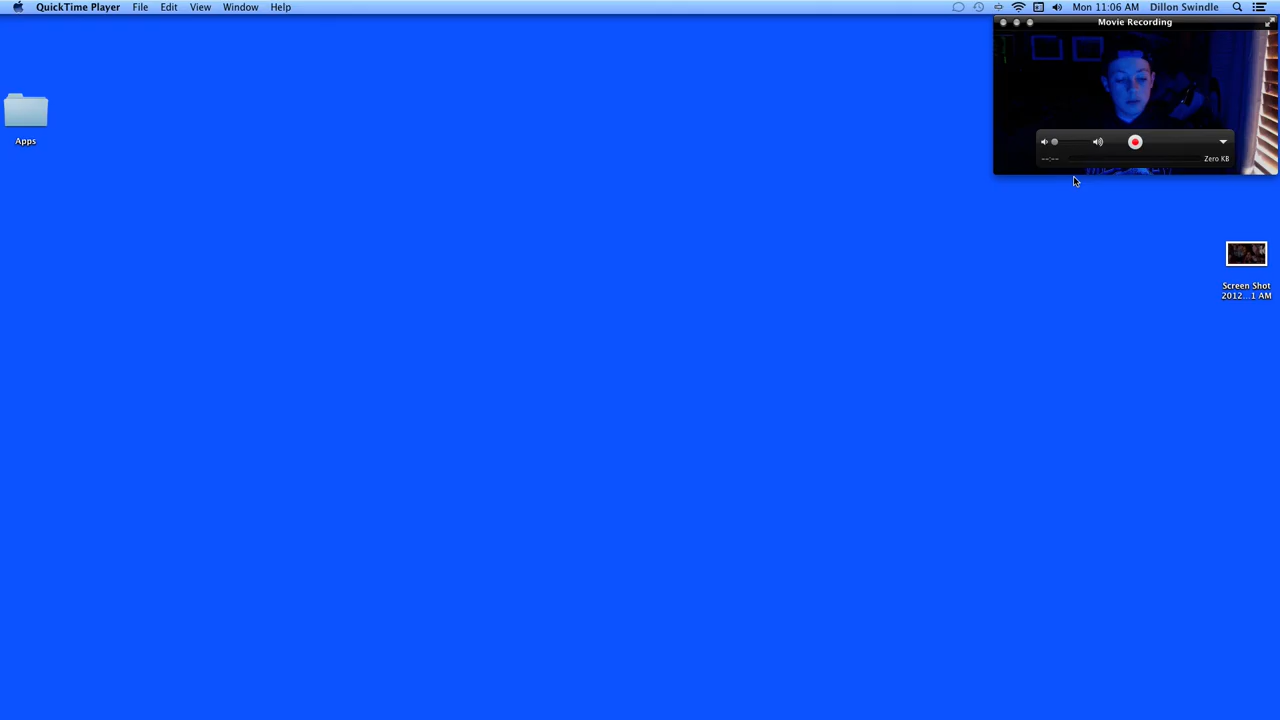 QuickTime Player File Edit View Window Help Mon 11:06 AM Dillon Swindle
Movie Recording
--:-- Zero KB
Apps
Screen Shot
2012...1 AM